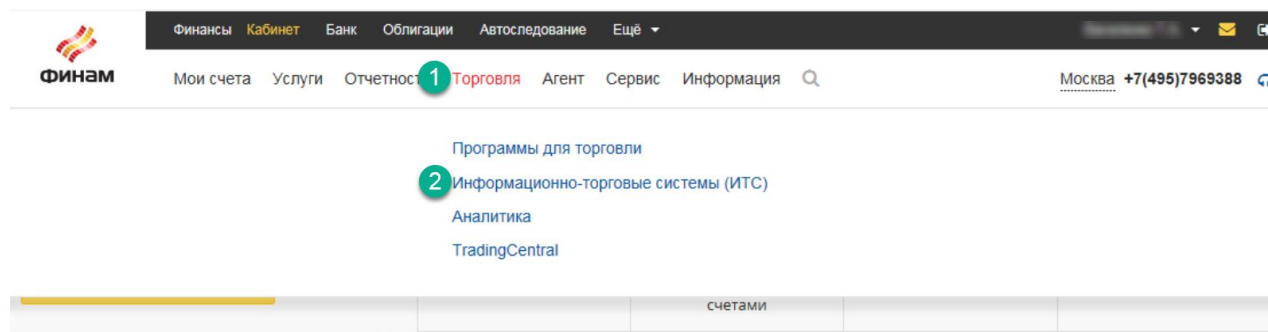 Финансы Кабинет Банк Облигации Автоследование Ещё
ФИНАМ
Мои счета Услуги Отчетност 1 Торговля Агент Сервис Информация Москва +7(495)7969388
Программы для торговли
2 Информационно-торговые системы (ИТС)
Аналитика
TradingCentral
счетами